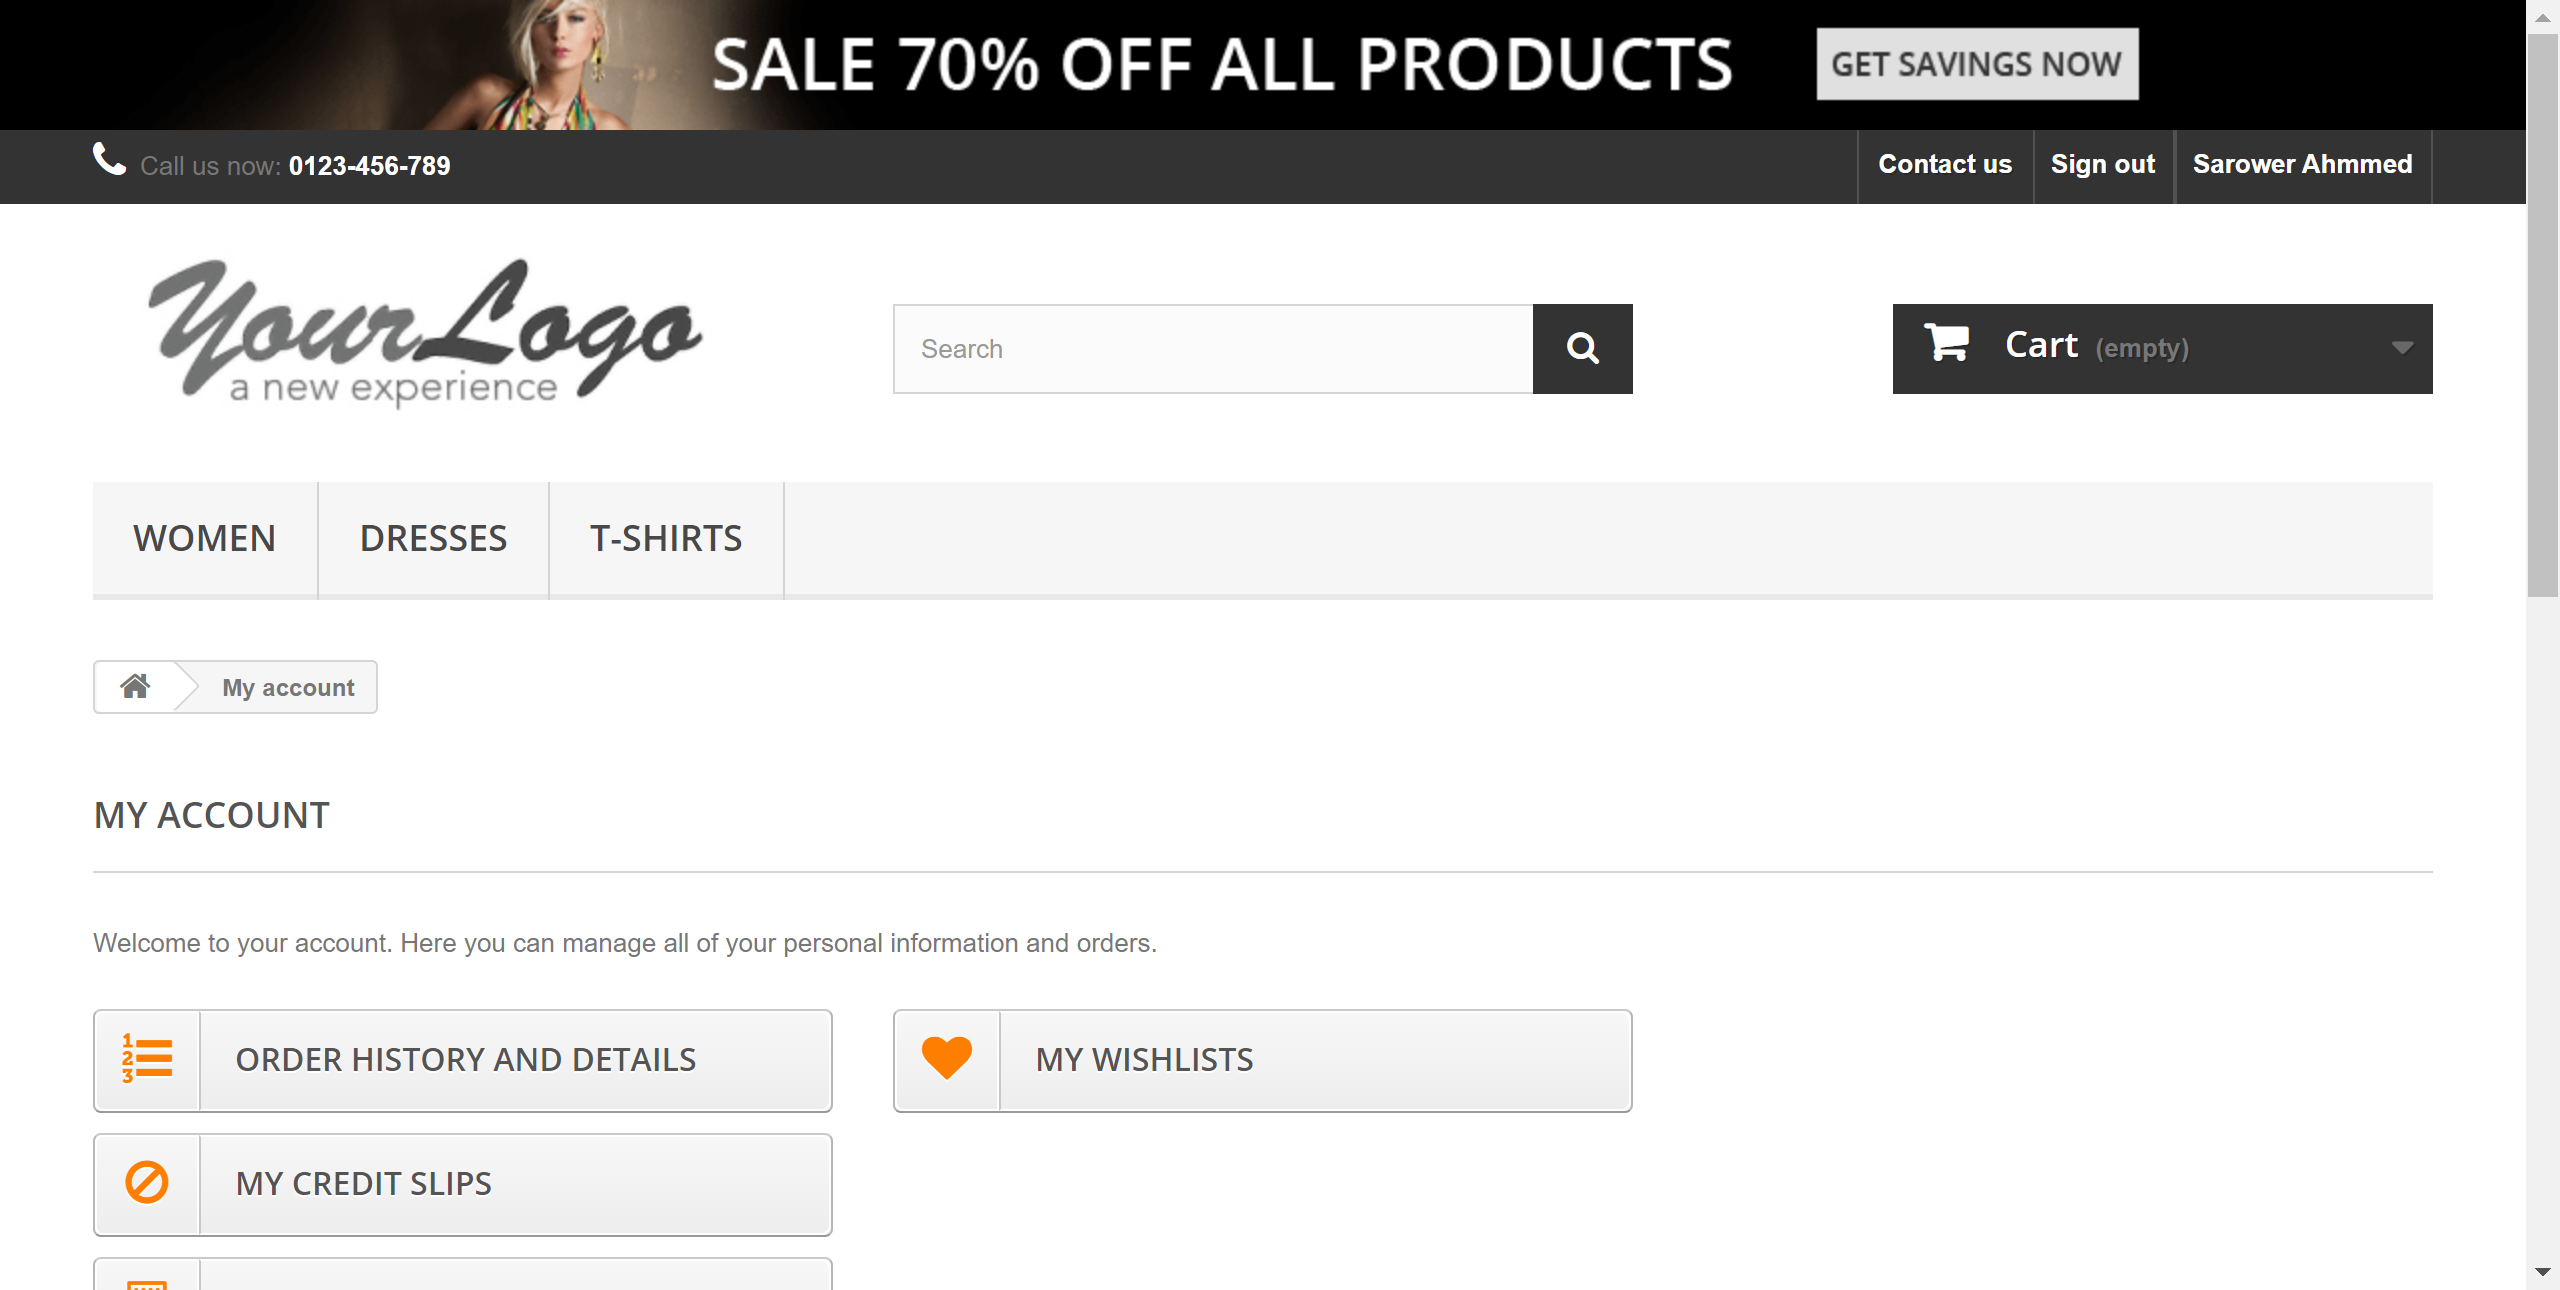 SALE 70% OFF ALL PRODUCTS
GET SAVINGS NOW
Call us now: 0123-456-789
Contact us
Sign out
Sarower Ahmmed
YourLogo
a new experience
Search
Cart (empty)
WOMEN
DRESSES
T-SHIRTS
My account
MY ACCOUNT
Welcome to your account. Here you can manage all of your personal information and orders.
ORDER HISTORY AND DETAILS
MY WISHLISTS
MY CREDIT SLIPS